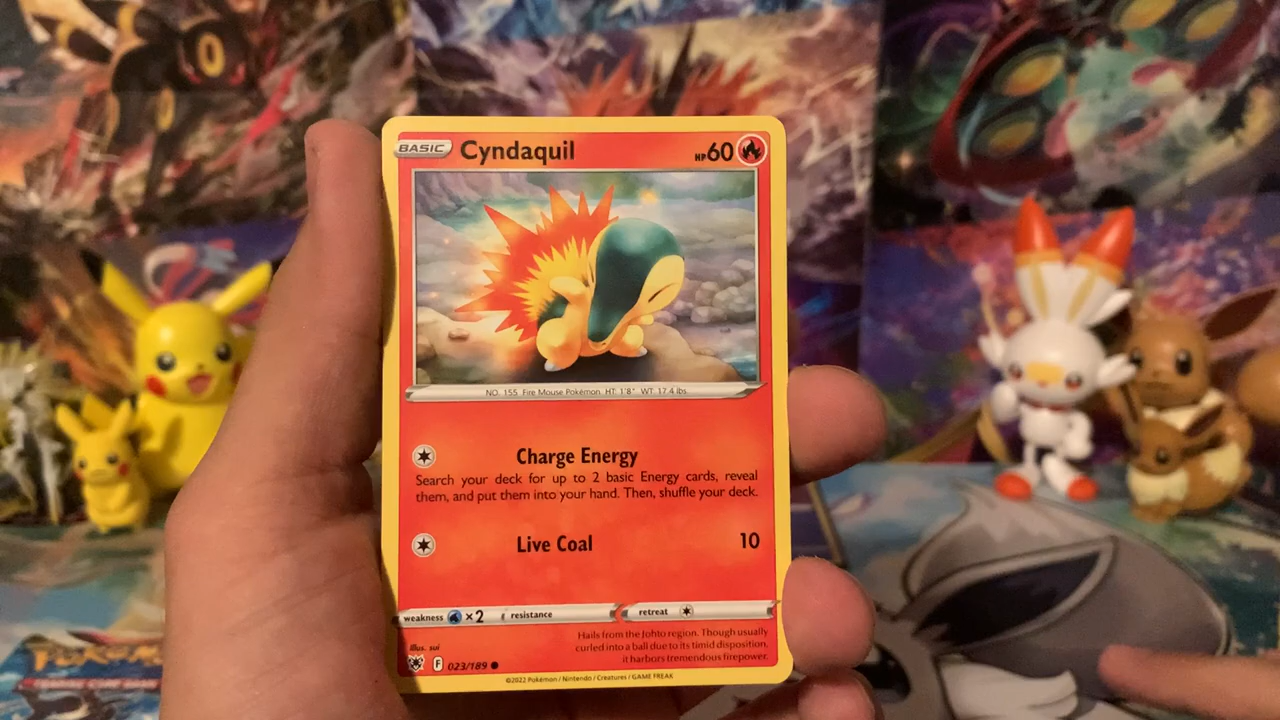 BASIC Cyndaquil HP60
NO. 155 Fire Mouse Pokémon HT: 1'8" WT: 17.4 lbs.
Charge Energy
Search your deck for up to 2 basic Energy cards, reveal
them, and put them into your hand. Then, shuffle your deck.
Live Coal 10
weakness ×2 resistance retreat
Hails from the Johto region. Though usually
curled into a ball due to its timid disposition,
it harbors tremendous firepower.
Illus. sui
F 023/189
©2022 Pokémon / Nintendo / Creatures / GAME FREAK